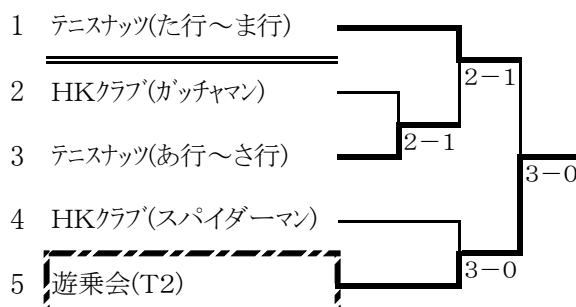 1 テニスナッツ(た行～ま行)
2-1
2 HKクラブ(ガッチャマン)
2-1
3 テニスナッツ(あ行～さ行)
3-0
4 HKクラブ(スパイダーマン)
3-0
5 遊乗会(T2)